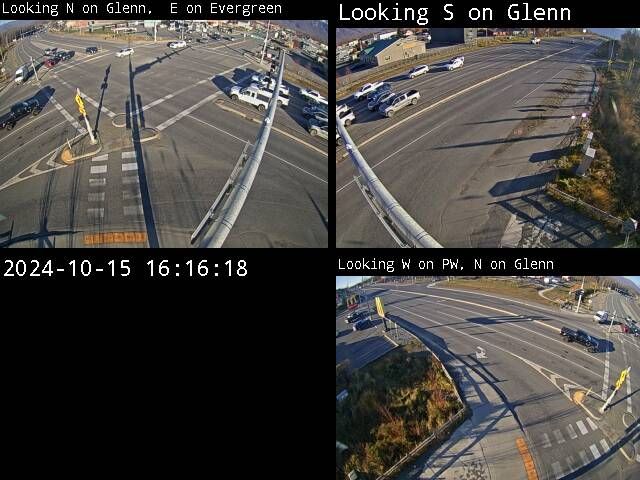 Looking N on Glenn, E on Evergreen
Looking S on Glenn
2024-10-15 16:16:18
Looking W on PW, N on Glenn